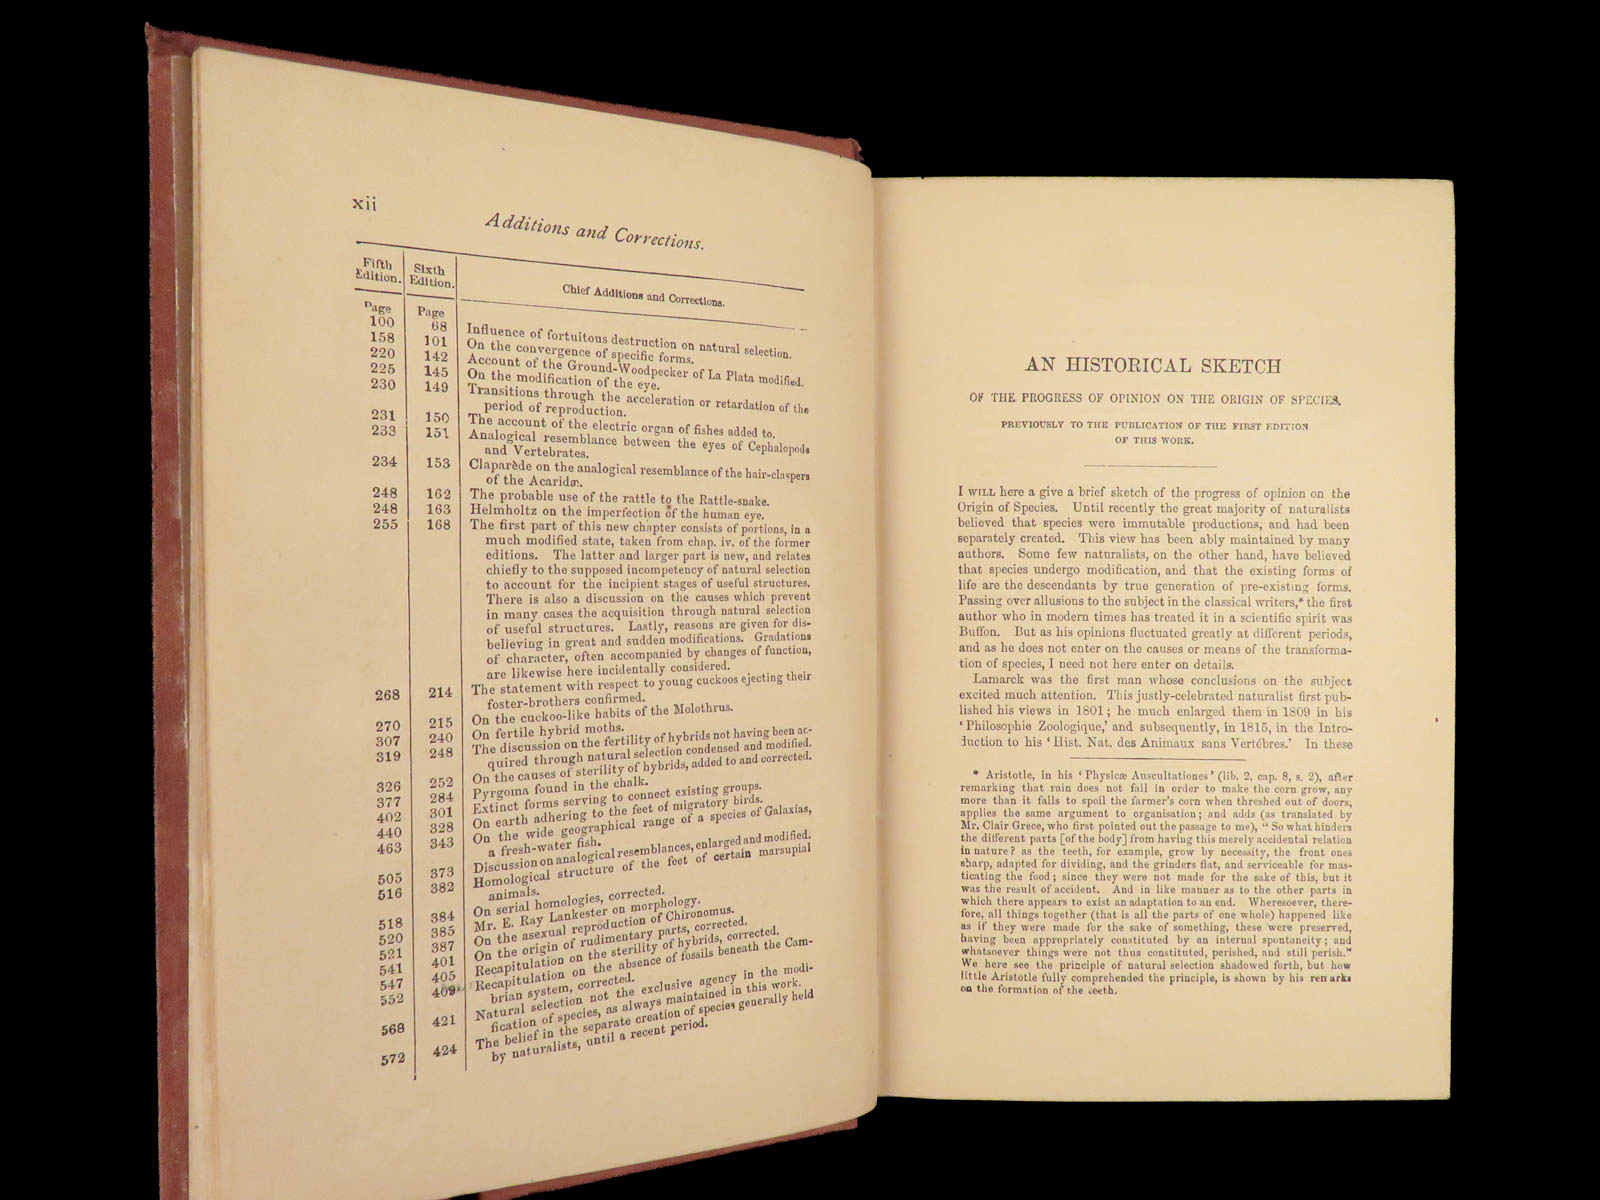 xii
Additions and Corrections.
Fifth Edition. Sixth Edition. Chief Additions and Corrections.
Page Page
100 68 Influence of fortuitous destruction on natural selection.
158 101 On the convergence of specific forms.
220 142 Account of the Ground-Woodpecker of La Plata modified.
225 145 On the modification of the eye.
230 149 Transitions through the acceleration or retardation of the
period of reproduction.
231 150 The account of the electric organ of fishes added to.
233 151 Analogical resemblance between the eyes of Cephalopods
and Vertebrates.
234 153 Claparède on the analogical resemblance of the hair-claspers
of the Acaridæ.
248 162 The probable use of the rattle to the Rattle-snake.
248 163 Helmholtz on the imperfection of the human eye.
255 168 The first part of this new chapter consists of portions, in a
much modified state, taken from chap. iv. of the former
editions. The latter and larger part is new, and relates
chiefly to the supposed incompetency of natural selection
to account for the incipient stages of useful structures.
There is also a discussion on the causes which prevent
in many cases the acquisition through natural selection
of useful structures. Lastly, reasons are given for dis-
believing in great and sudden modifications. Gradations
of character, often accompanied by changes of function,
are likewise here incidentally considered.
268 214 The statement with respect to young cuckoos ejecting their
foster-brothers confirmed.
270 215 On the cuckoo-like habits of the Molothrus.
307 240 On fertile hybrid moths.
319 248 The discussion on the fertility of hybrids not having been ac-
quired through natural selection condensed and modified.
326 252 On the causes of sterility of hybrids, added to and corrected.
377 284 Pyrgoma found in the chalk.
402 301 Extinct forms serving to connect existing groups.
440 328 On earth adhering to the feet of migratory birds.
463 343 On the wide geographical range of a species of Galaxias,
a fresh-water fish.
505 373 Discussion on analogical resemblances, enlarged and modified.
516 382 Homological structure of the feet of certain marsupial
animals.
518 384 On serial homologies, corrected.
520 385 Mr. E. Ray Lankester on morphology.
521 387 On the asexual reproduction of Chironomus.
541 401 On the origin of rudimentary parts, corrected.
547 405 Recapitulation on the sterility of hybrids, corrected.
552 409 Recapitulation on the absence of fossils beneath the Cam-
brian system, corrected.
568 421 Natural selection not the exclusive agency in the modi-
fication of species, as always maintained in this work.
572 424 The belief in the separate creation of species generally held
by naturalists, until a recent period.
AN HISTORICAL SKETCH
OF THE PROGRESS OF OPINION ON THE ORIGIN OF SPECIES,
PREVIOUSLY TO THE PUBLICATION OF THE FIRST EDITION
OF THIS WORK.
I WILL here a give a brief sketch of the progress of opinion on the
Origin of Species. Until recently the great majority of naturalists
believed that species were immutable productions, and had been
separately created. This view has been ably maintained by many
authors. Some few naturalists, on the other hand, have believed
that species undergo modification, and that the existing forms of
life are the descendants by true generation of pre-existing forms.
Passing over allusions to the subject in the classical writers,* the first
author who in modern times has treated it in a scientific spirit was
Buffon. But as his opinions fluctuated greatly at different periods,
and as he does not enter on the causes or means of the transforma-
tion of species, I need not here enter on details.
Lamarck was the first man whose conclusions on the subject
excited much attention. This justly-celebrated naturalist first pub-
lished his views in 1801; he much enlarged them in 1809 in his
‘Philosophie Zoologique,’ and subsequently, in 1815, in the Intro-
duction to his ‘Hist. Nat. des Animaux sans Vertébres.’ In these
* Aristotle, in his ‘Physicæ Auscultationes’ (lib. 2, cap. 8, s. 2), after
remarking that rain does not fall in order to make the corn grow, any
more than it falls to spoil the farmer's corn when threshed out of doors,
applies the same argument to organisation; and adds (as translated by
Mr. Clair Grece, who first pointed out the passage to me), “So what hinders
the different parts [of the body] from having this merely accidental relation
in nature? as the teeth, for example, grow by necessity, the front ones
sharp, adapted for dividing, and the grinders flat, and serviceable for mas-
ticating the food; since they were not made for the sake of this, but it
was the result of accident. And in like manner as to the other parts in
which there appears to exist an adaptation to an end. Wheresoever, there-
fore, all things together (that is all the parts of one whole) happened like
as if they were made for the sake of something, these were preserved,
having been appropriately constituted by an internal spontaneity; and
whatsoever things were not thus constituted, perished, and still perish.”
We here see the principle of natural selection shadowed forth, but how
little Aristotle fully comprehended the principle, is shown by his remarks
on the formation of the teeth.